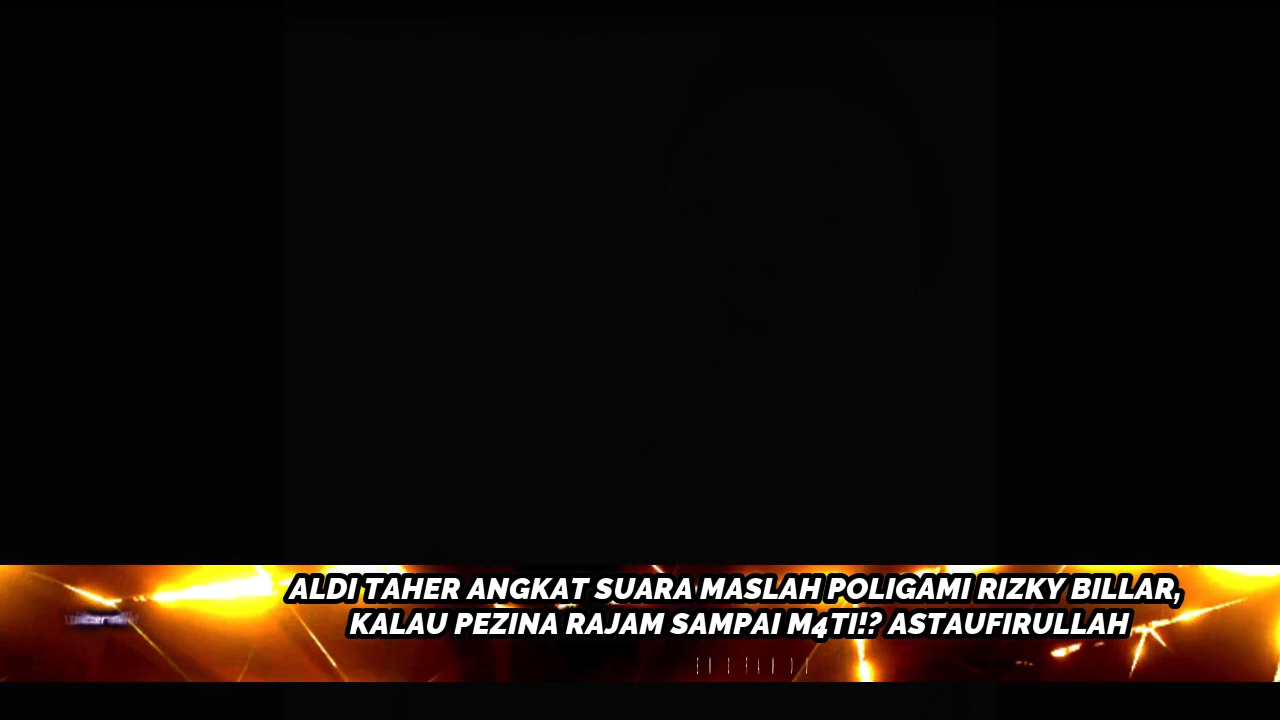 ALDI TAHER ANGKAT SUARA MASLAH POLIGAMI RIZKY BILLAR,
KALAU PEZINA RAJAM SAMPAI M4TI!? ASTAUFIRULLAH